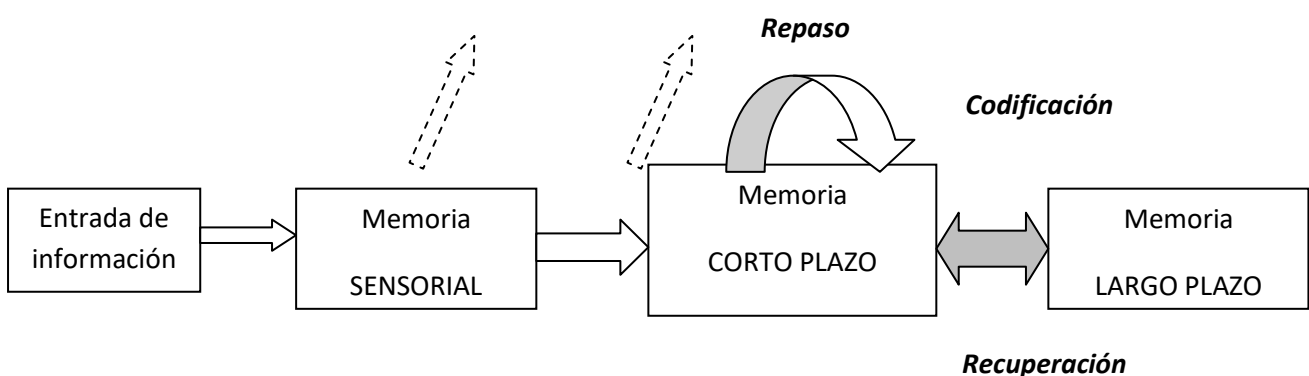 Repaso
Codificación
Entrada de
información
Memoria
SENSORIAL
Memoria
CORTO PLAZO
Memoria
LARGO PLAZO
Recuperación